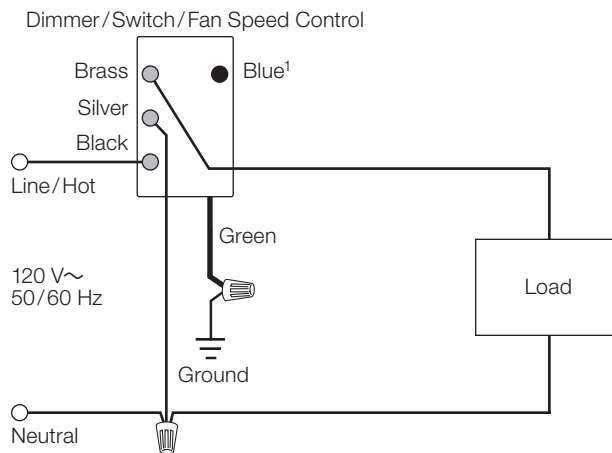 Dimmer/Switch/Fan Speed Control
Brass
Blue¹
Silver
Black
Line/Hot
Green
120 V~
50/60 Hz
Load
Ground
Neutral